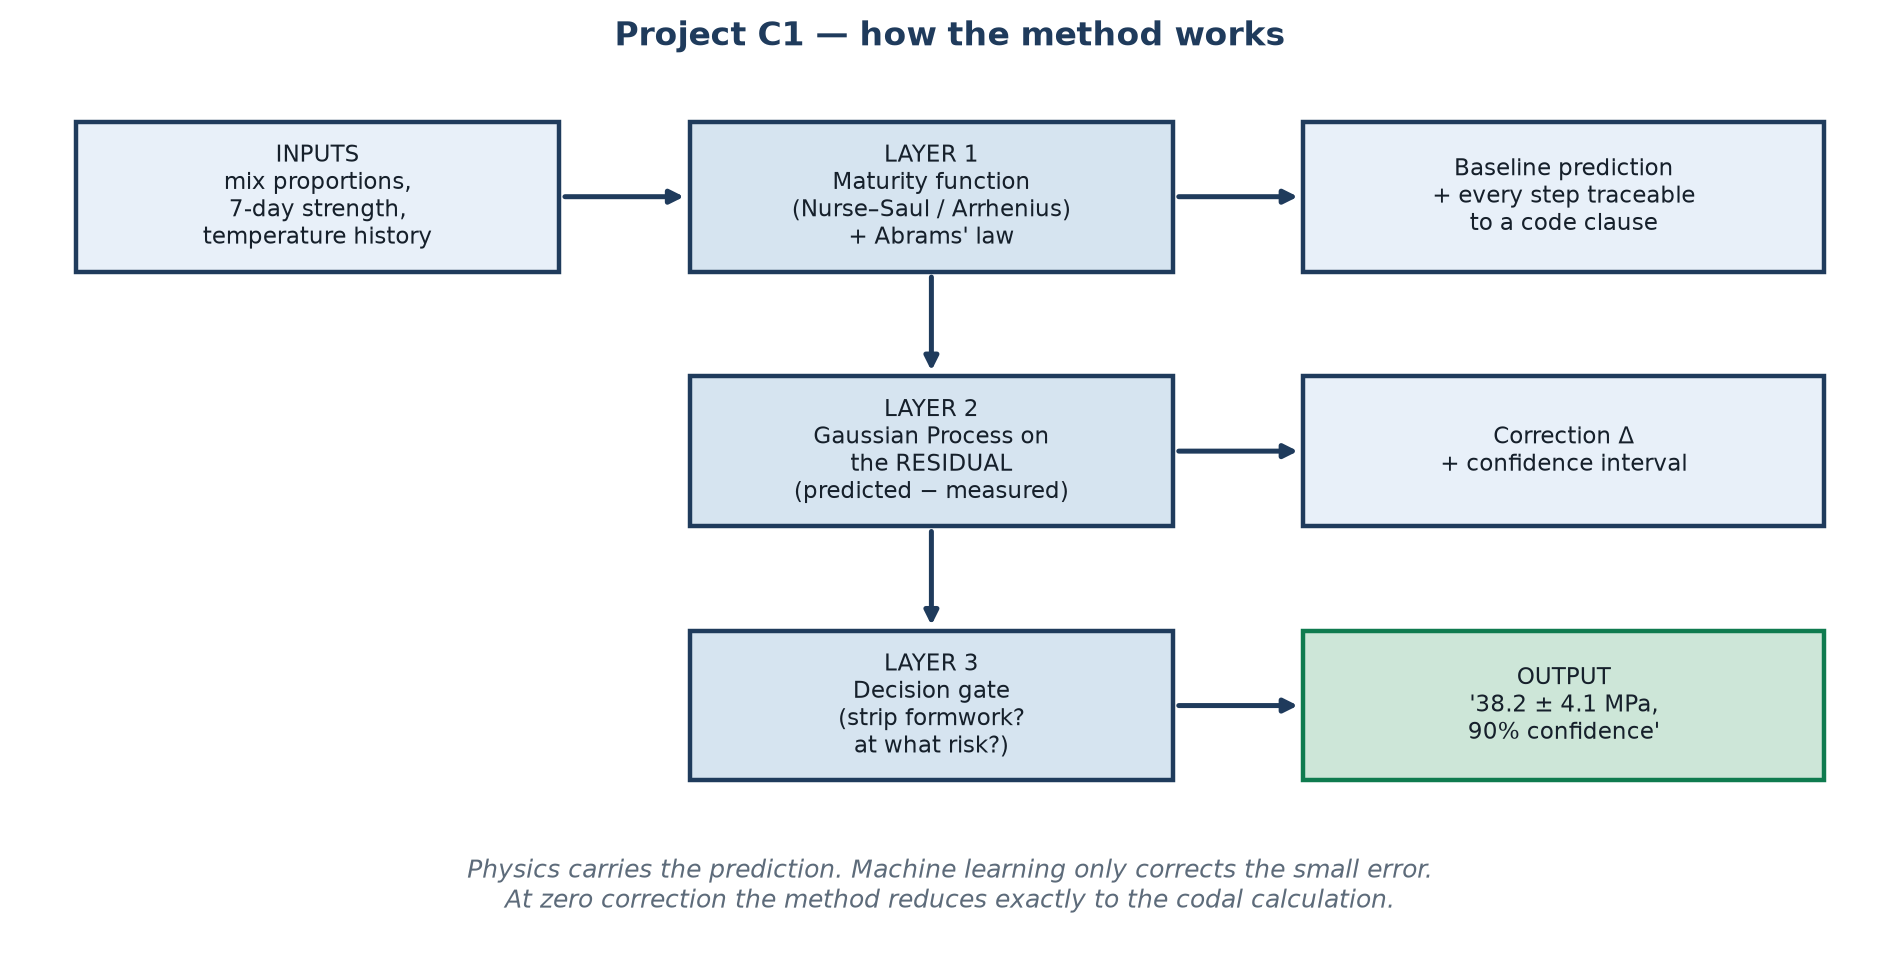 Project C1 — how the method works
INPUTS
mix proportions,
7-day strength,
temperature history
LAYER 1
Maturity function
(Nurse–Saul / Arrhenius)
+ Abrams' law
Baseline prediction
+ every step traceable
to a code clause
LAYER 2
Gaussian Process on
the RESIDUAL
(predicted − measured)
Correction Δ
+ confidence interval
LAYER 3
Decision gate
(strip formwork?
at what risk?)
OUTPUT
'38.2 ± 4.1 MPa,
90% confidence'
Physics carries the prediction. Machine learning only corrects the small error.
At zero correction the method reduces exactly to the codal calculation.